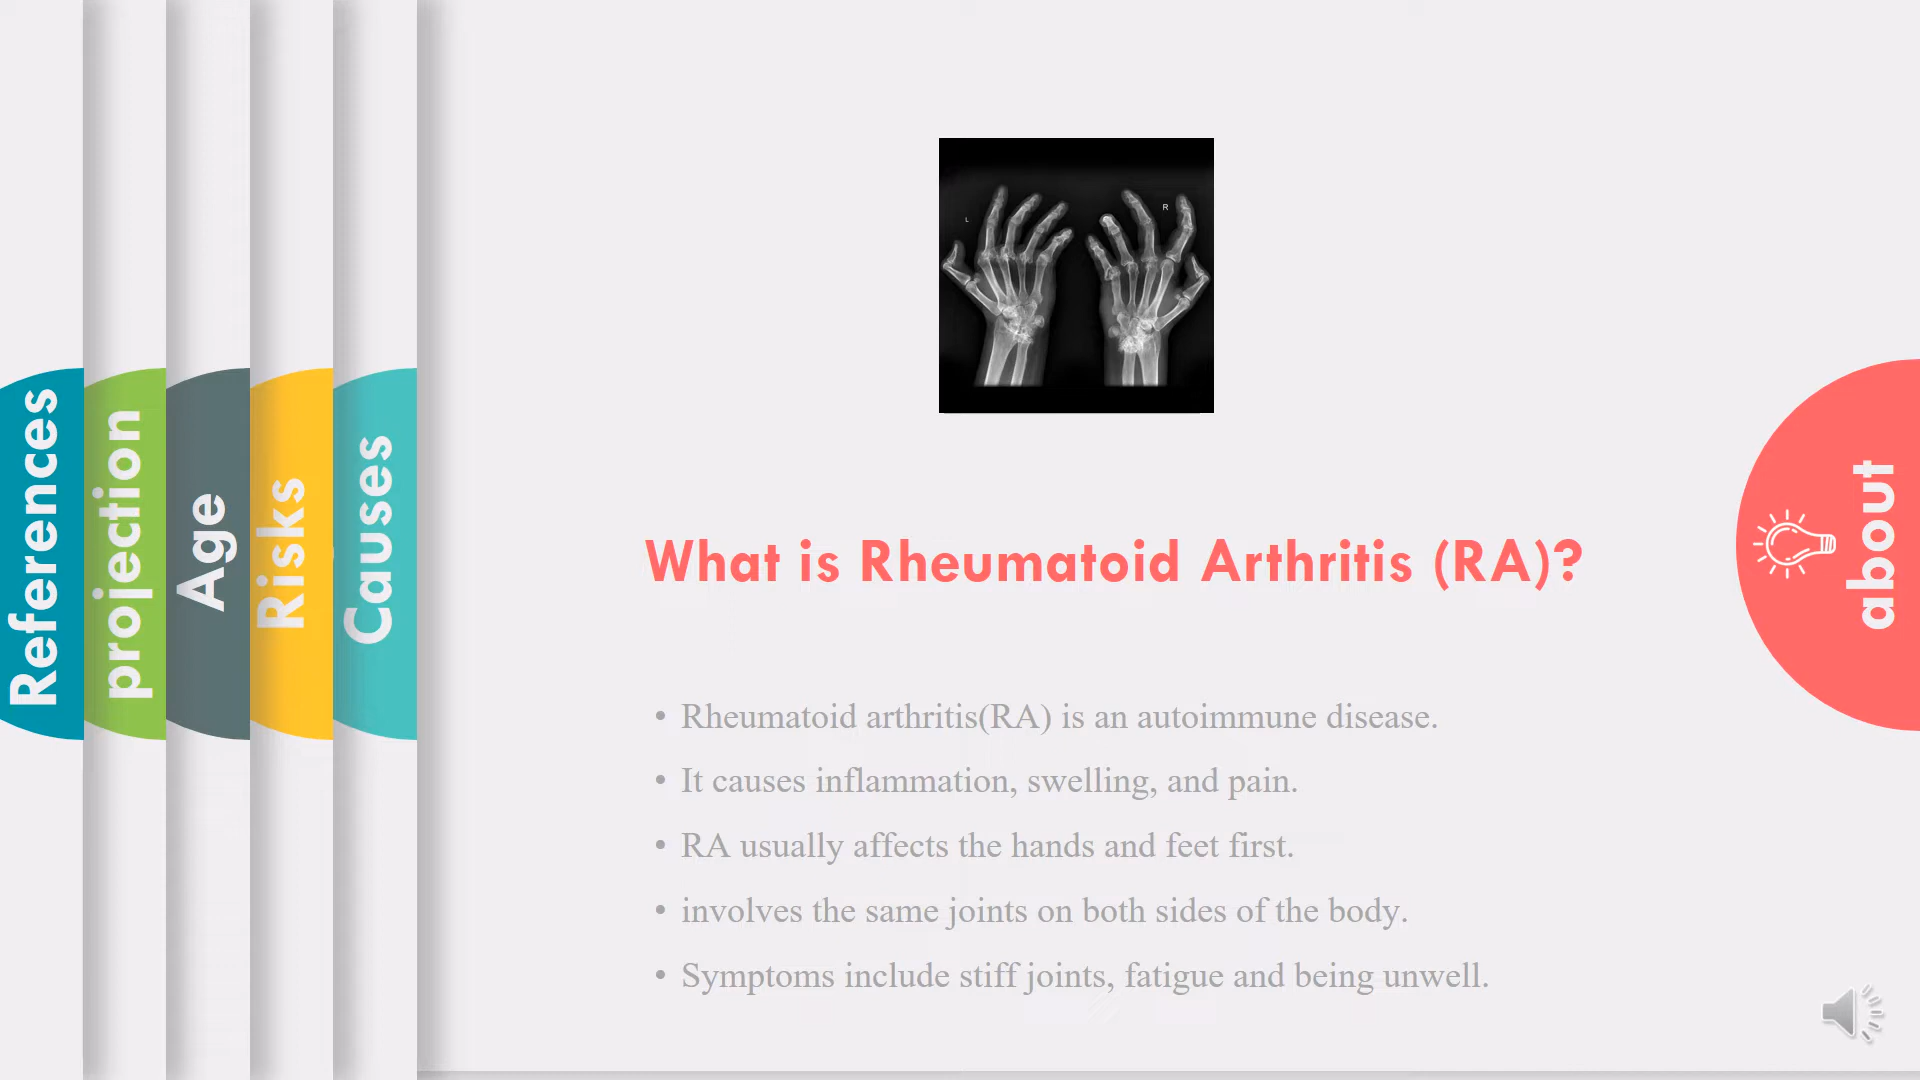 References
projection
Age
Risks
Causes
L
R
What is Rheumatoid Arthritis (RA)?
• Rheumatoid arthritis(RA) is an autoimmune disease.
• It causes inflammation, swelling, and pain.
• RA usually affects the hands and feet first.
• involves the same joints on both sides of the body.
• Symptoms include stiff joints, fatigue and being unwell.
about